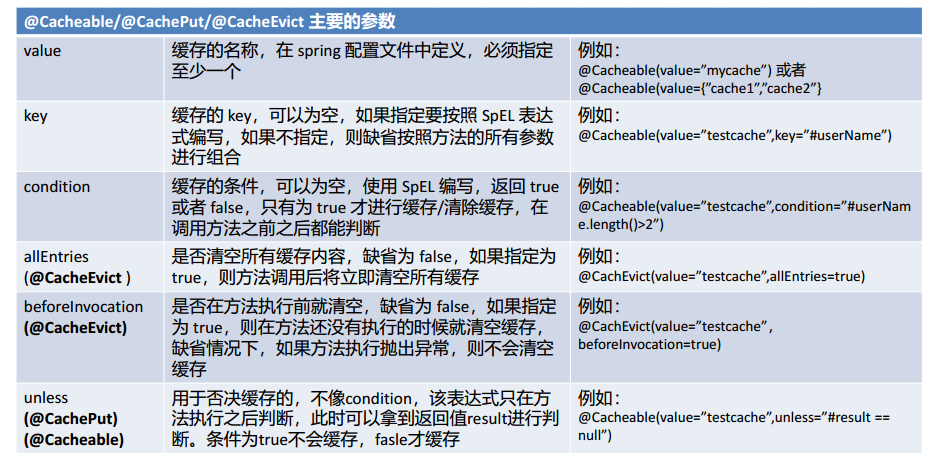 @Cacheable/@CachePut/@CacheEvict 主要的参数
value
缓存的名称，在 spring 配置文件中定义，必须指定
至少一个
例如：
@Cacheable(value=”mycache”) 或者
@Cacheable(value={”cache1”,”cache2”}
key
缓存的 key，可以为空，如果指定要按照 SpEL 表达
式编写，如果不指定，则缺省按照方法的所有参数
进行组合
例如：
@Cacheable(value=”testcache”,key=”#userName”)
condition
缓存的条件，可以为空，使用 SpEL 编写，返回 true
或者 false，只有为 true 才进行缓存/清除缓存，在
调用方法之前之后都能判断
例如：
@Cacheable(value=”testcache”,condition=”#userNam
e.length()>2”)
allEntries
(@CacheEvict )
是否清空所有缓存内容，缺省为 false，如果指定为
true，则方法调用后将立即清空所有缓存
例如：
@CachEvict(value=”testcache”,allEntries=true)
beforeInvocation
(@CacheEvict)
是否在方法执行前就清空，缺省为 false，如果指定
为 true，则在方法还没有执行的时候就清空缓存，
缺省情况下，如果方法执行抛出异常，则不会清空
缓存
例如：
@CachEvict(value=”testcache”,
beforeInvocation=true)
unless
(@CachePut)
(@Cacheable)
用于否决缓存的，不像condition，该表达式只在方
法执行之后判断，此时可以拿到返回值result进行判
断。条件为true不会缓存，fasle才缓存
例如：
@Cacheable(value=”testcache”,unless=”#result ==
null”)